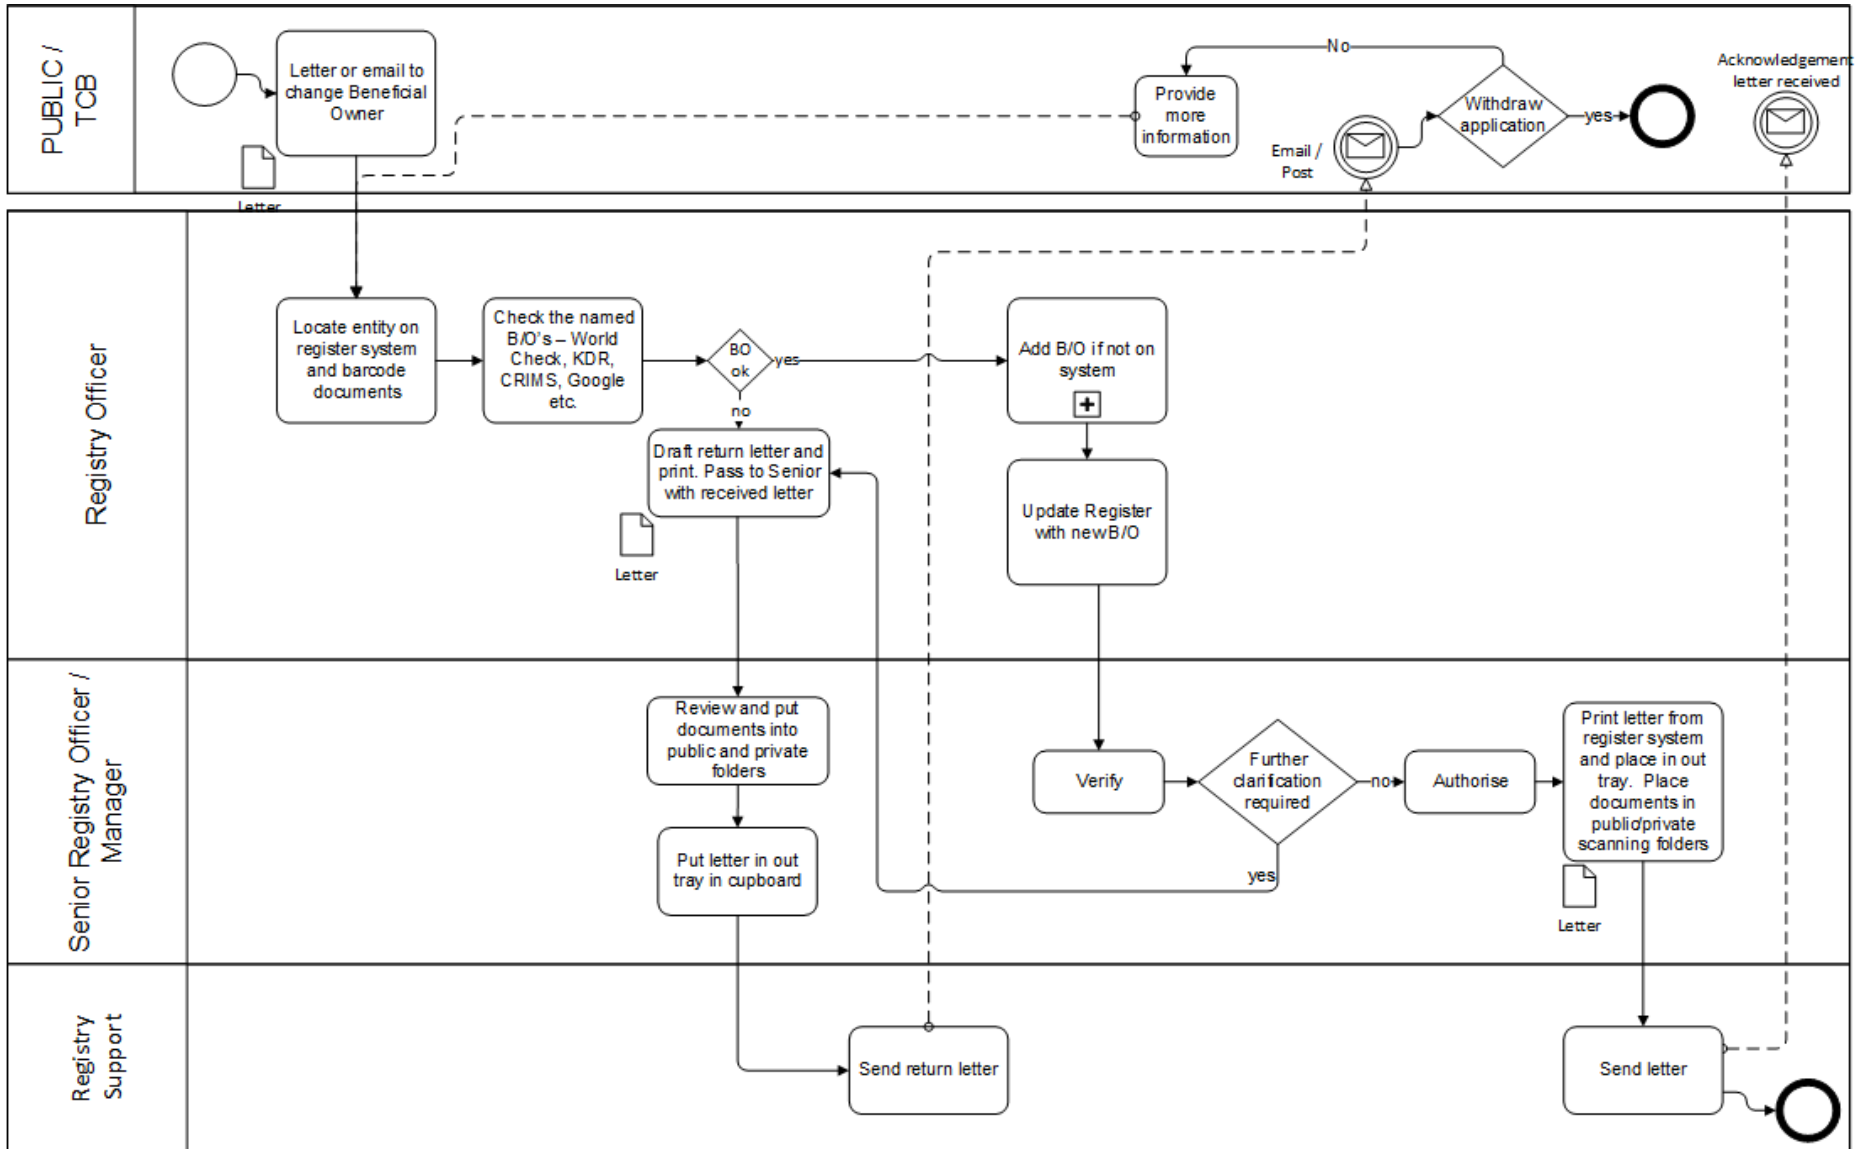 PUBLIC /
TCB
Letter or email to
change Beneficial
Owner
Letter
Provide
more
information
No
Email /
Post
Withdraw
application
yes
Acknowledgement
letter received
Registry Officer
Locate entity on
register system
and barcode
documents
Check the named
B/O's – World
Check, KDR,
CRIMS, Google
etc.
BO
ok
yes
no
Add B/O if not on
system
Draft return letter and
print. Pass to Senior
with received letter
Letter
Update Register
with new B/O
Senior Registry Officer /
Manager
Review and put
documents into
public and private
folders
Put letter in out
tray in cupboard
Verify
Further
clarification
required
yes
no
Authorise
Print letter from
register system
and place in out
tray. Place
documents in
public/private
scanning folders
Letter
Registry
Support
Send return letter
Send letter